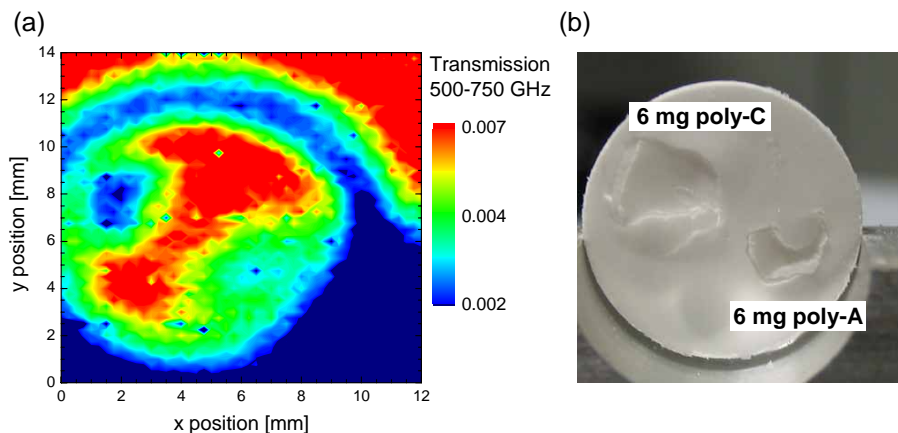 (a)
14
12
10
8
6
4
2
0
y position [mm]
0 2 4 6 8 10 12
x position [mm]
Transmission
500-750 GHz
0.007
0.004
0.002
(b)
6 mg poly-C
6 mg poly-A